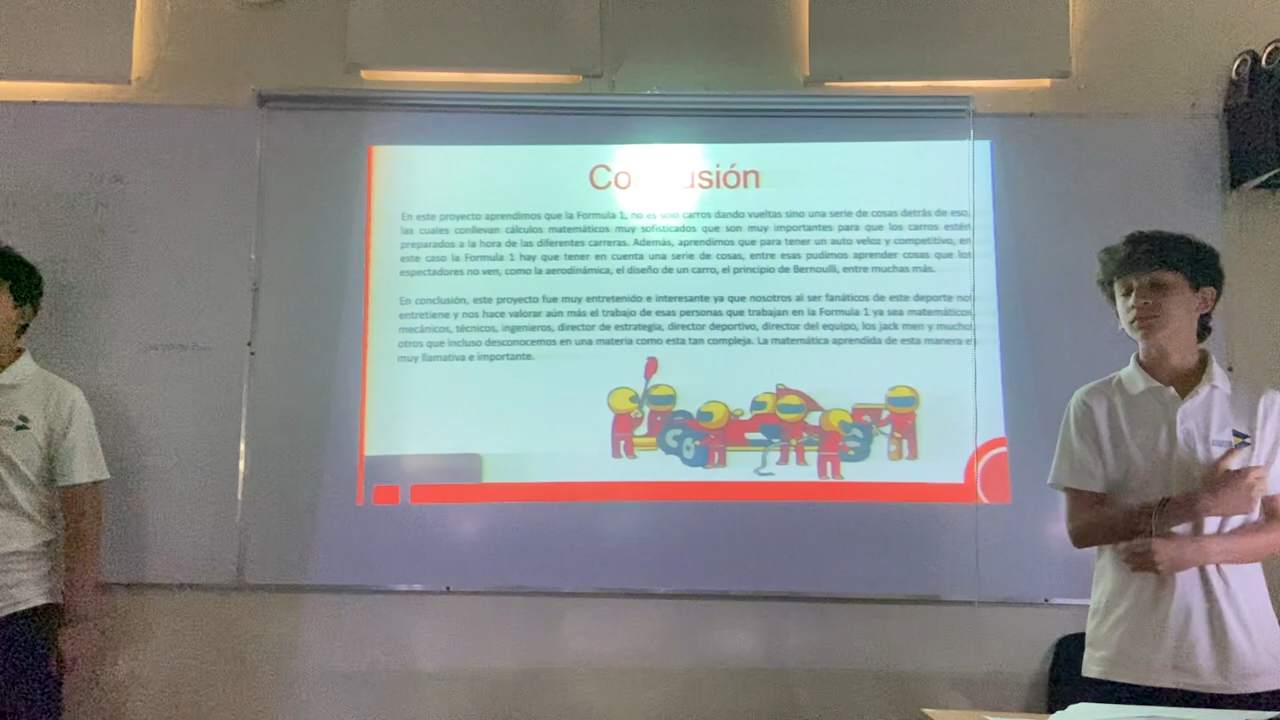 Conclusión
En este proyecto aprendimos que la Formula 1, no es solo carros dando vueltas sino una serie de cosas detrás de eso,
las cuales conllevan cálculos matemáticos muy sofisticados que son muy importantes para que los carros estén
preparados a la hora de las diferentes carreras. Además, aprendimos que para tener un auto veloz y competitivo, en
este caso la Formula 1 hay que tener en cuenta una serie de cosas, entre esas pudimos aprender cosas que los
espectadores no ven, como la aerodinámica, el diseño de un carro, el principio de Bernoulli, entre muchas más.
En conclusión, este proyecto fue muy entretenido e interesante ya que nosotros al ser fanáticos de este deporte no
entretiene y nos hace valorar aún más el trabajo de esas personas que trabajan en la Formula 1 ya sea matemáticos
mecánicos, técnicos, ingenieros, director de estrategia, director deportivo, director del equipo, los jack men y mucho
otros que incluso desconocemos en una materia como esta tan compleja. La matemática aprendida de esta manera e
muy llamativa e importante.